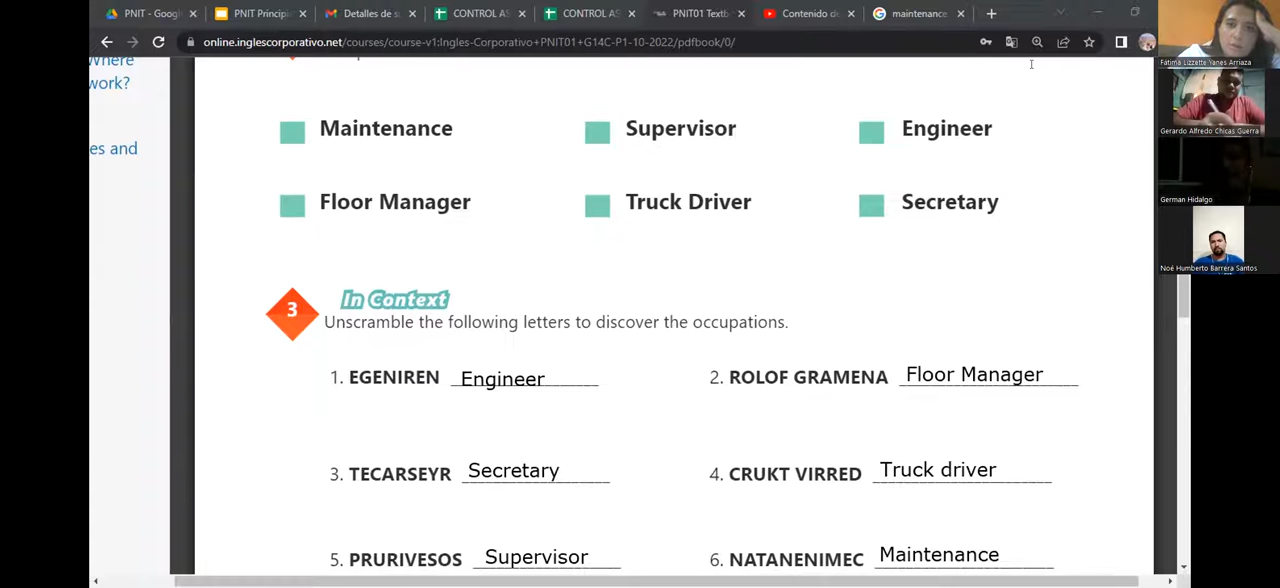 PNIT - Googl
PNIT Principi
Detalles de s
CONTROL AS
CONTROL AS
PNIT01 Textb
Contenido de
maintenance
online.inglescorporativo.net/courses/course-v1:Ingles-Corporativo+PNIT01+G14C-P1-10-2022/pdfbook/0/
Fátima Lizzette Yanes Arriaza
Gerardo Alfredo Chicas Guerra
German Hidalgo
Noé Humberto Barrera Santos
Where
work?
es and
Maintenance Supervisor Engineer
Floor Manager Truck Driver Secretary
3 In Context
Unscramble the following letters to discover the occupations.
1. EGENIREN Engineer 2. ROLOF GRAMENA Floor Manager
3. TECARSEYR Secretary 4. CRUKT VIRRED Truck driver
5. PRURIVESOS Supervisor 6. NATANENIMEC Maintenance